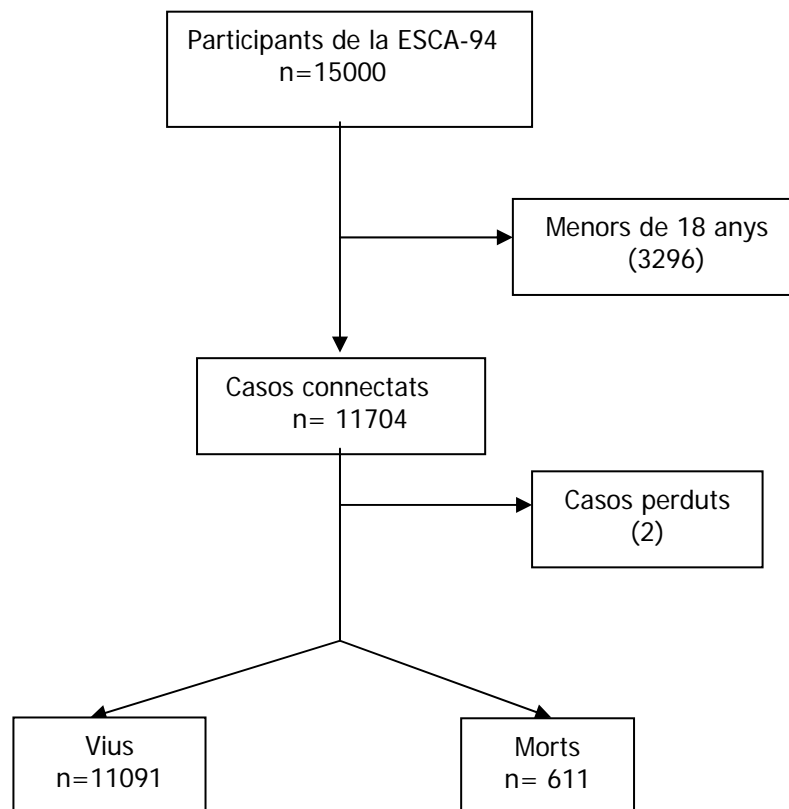 Participants de la ESCA-94
n=15000
Menors de 18 anys
(3296)
Casos connectats
n= 11704
Casos perduts
(2)
Vius
n=11091
Morts
n= 611